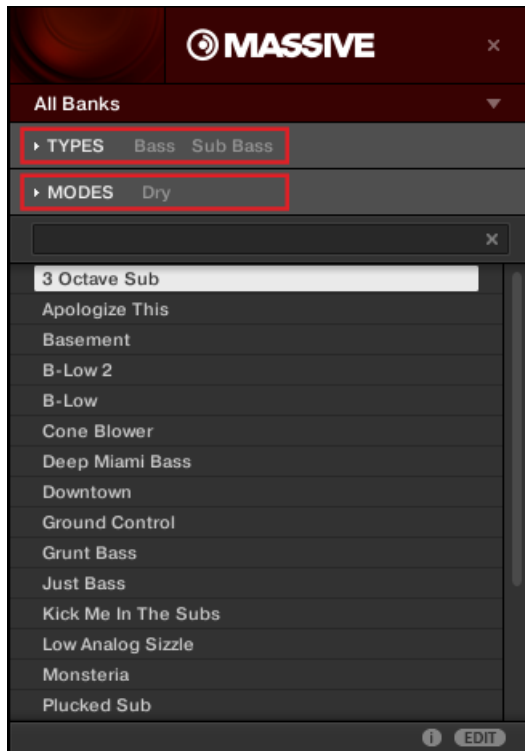 MASSIVE
All Banks
TYPES Bass Sub Bass
MODES Dry
3 Octave Sub
Apologize This
Basement
B-Low 2
B-Low
Cone Blower
Deep Miami Bass
Downtown
Ground Control
Grunt Bass
Just Bass
Kick Me In The Subs
Low Analog Sizzle
Monsteria
Plucked Sub
i EDIT